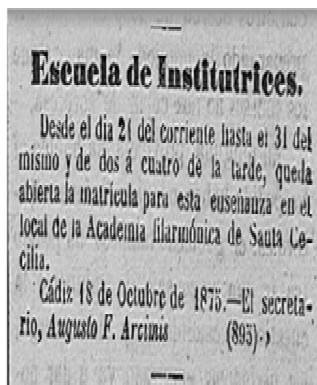 Escuela de Institutrices.
Desde el dia 21 del corriente hasta el 31 del
mismo y de dos á cuatro de la tarde, queda
abierta la matrícula para esta enseñanza en el
local de la Academia filarmónica de Santa Ce-
cilia.
Cádiz 18 de Octubre de 1875.—El secreta-
rio, Augusto F. Arcimis (895)